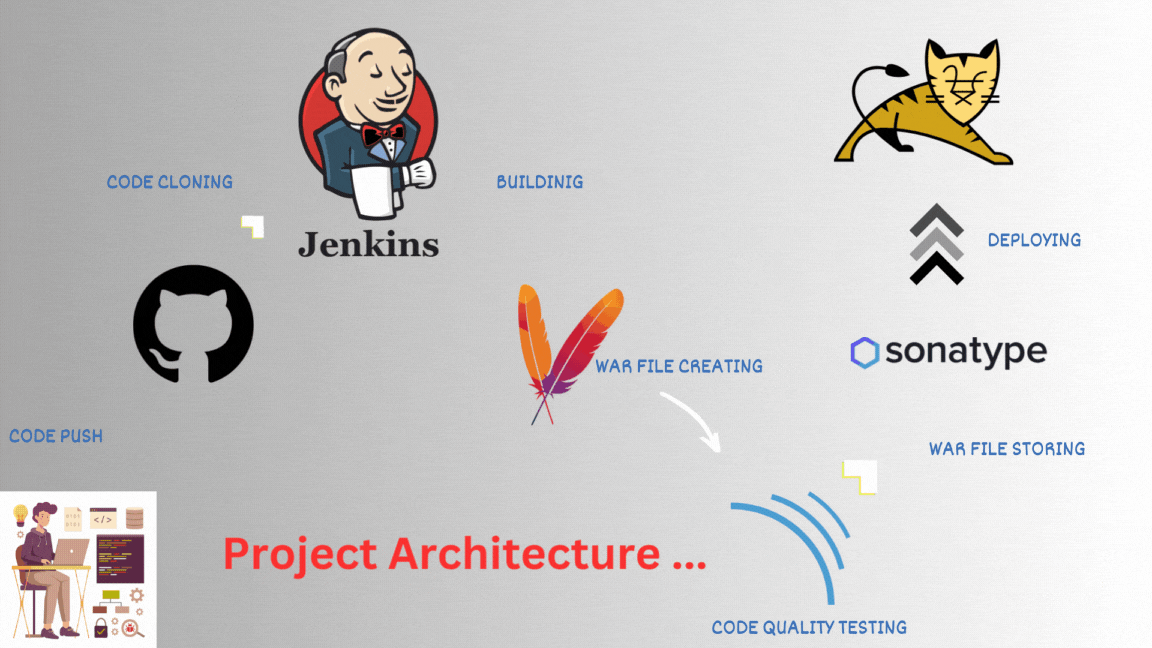 CODE CLONING
BUILDINIG
Jenkins
DEPLOYING
sonatype
WAR FILE CREATING
CODE PUSH
WAR FILE STORING
</>
Project Architecture ...
CODE QUALITY TESTING